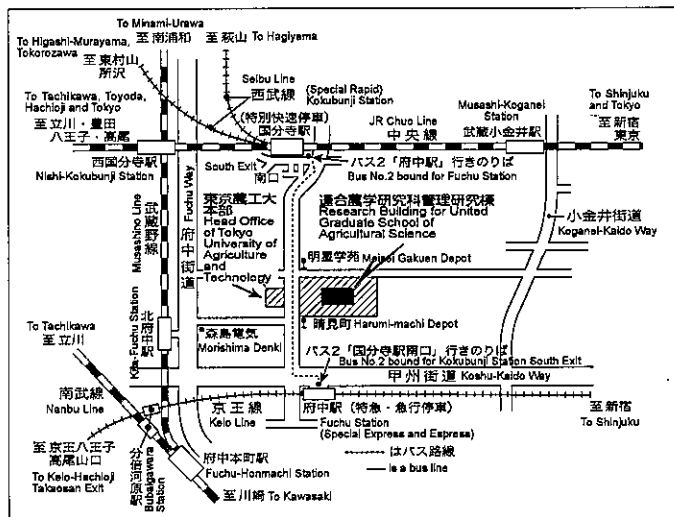 To Minami-Urawa
至南浦和
至萩山 To Hagiyama
To Higashi-Murayama,
Tokorozawa
至東村山
所沢
Seibu Line
西武線
(Special Rapid)
Kokubunji Station
(特別快速停車)
国分寺駅
To Tachikawa, Toyoda,
Hachioji and Tokyo
至立川・豊田
八王子・高尾
JR Chuo Line
中央線
Musashi-Koganei
Station
武蔵小金井駅
To Shinjuku
and Tokyo
至新宿
東京
西国分寺駅
Nishi-Kokubunji Station
South Exit
南口
バス2「府中駅」行きのりば
Bus No.2 bound for Fuchu Station
Musashino Line
武蔵野線
Fuchu Way
府中街道
東京農工大
本部
Head Office
of Tokyo
University of
Agriculture
and
Technology
連合農学研究科管理研究棟
Research Building for United
Graduate School of
Agricultural Science
小金井街道
Koganei-Kaido Way
明星学苑 Meisei Gakuen Depot
Kita-Fuchu Station
北府中駅
森島電気
Morishima Denki
晴見町 Harumi-machi Depot
To Tachikawa
至立川
バス2「国分寺駅南口」行きのりば
Bus No.2 bound for Kokubunji Station South Exit
甲州街道 Koshu-Kaido Way
南武線
Nanbu Line
京王線
Keio Line
府中駅(特急・急行停車)
Fuchu Station
(Special Express and Express)
至新宿
To Shinjuku
至京王八王子
高尾山口
To Keio-Hachioji
Takaosan Exit
分倍河原駅
Bubaigawara
Station
府中本町駅
Fuchu-Honmachi Station
至川崎 To Kawasaki
はバス路線
is a bus line